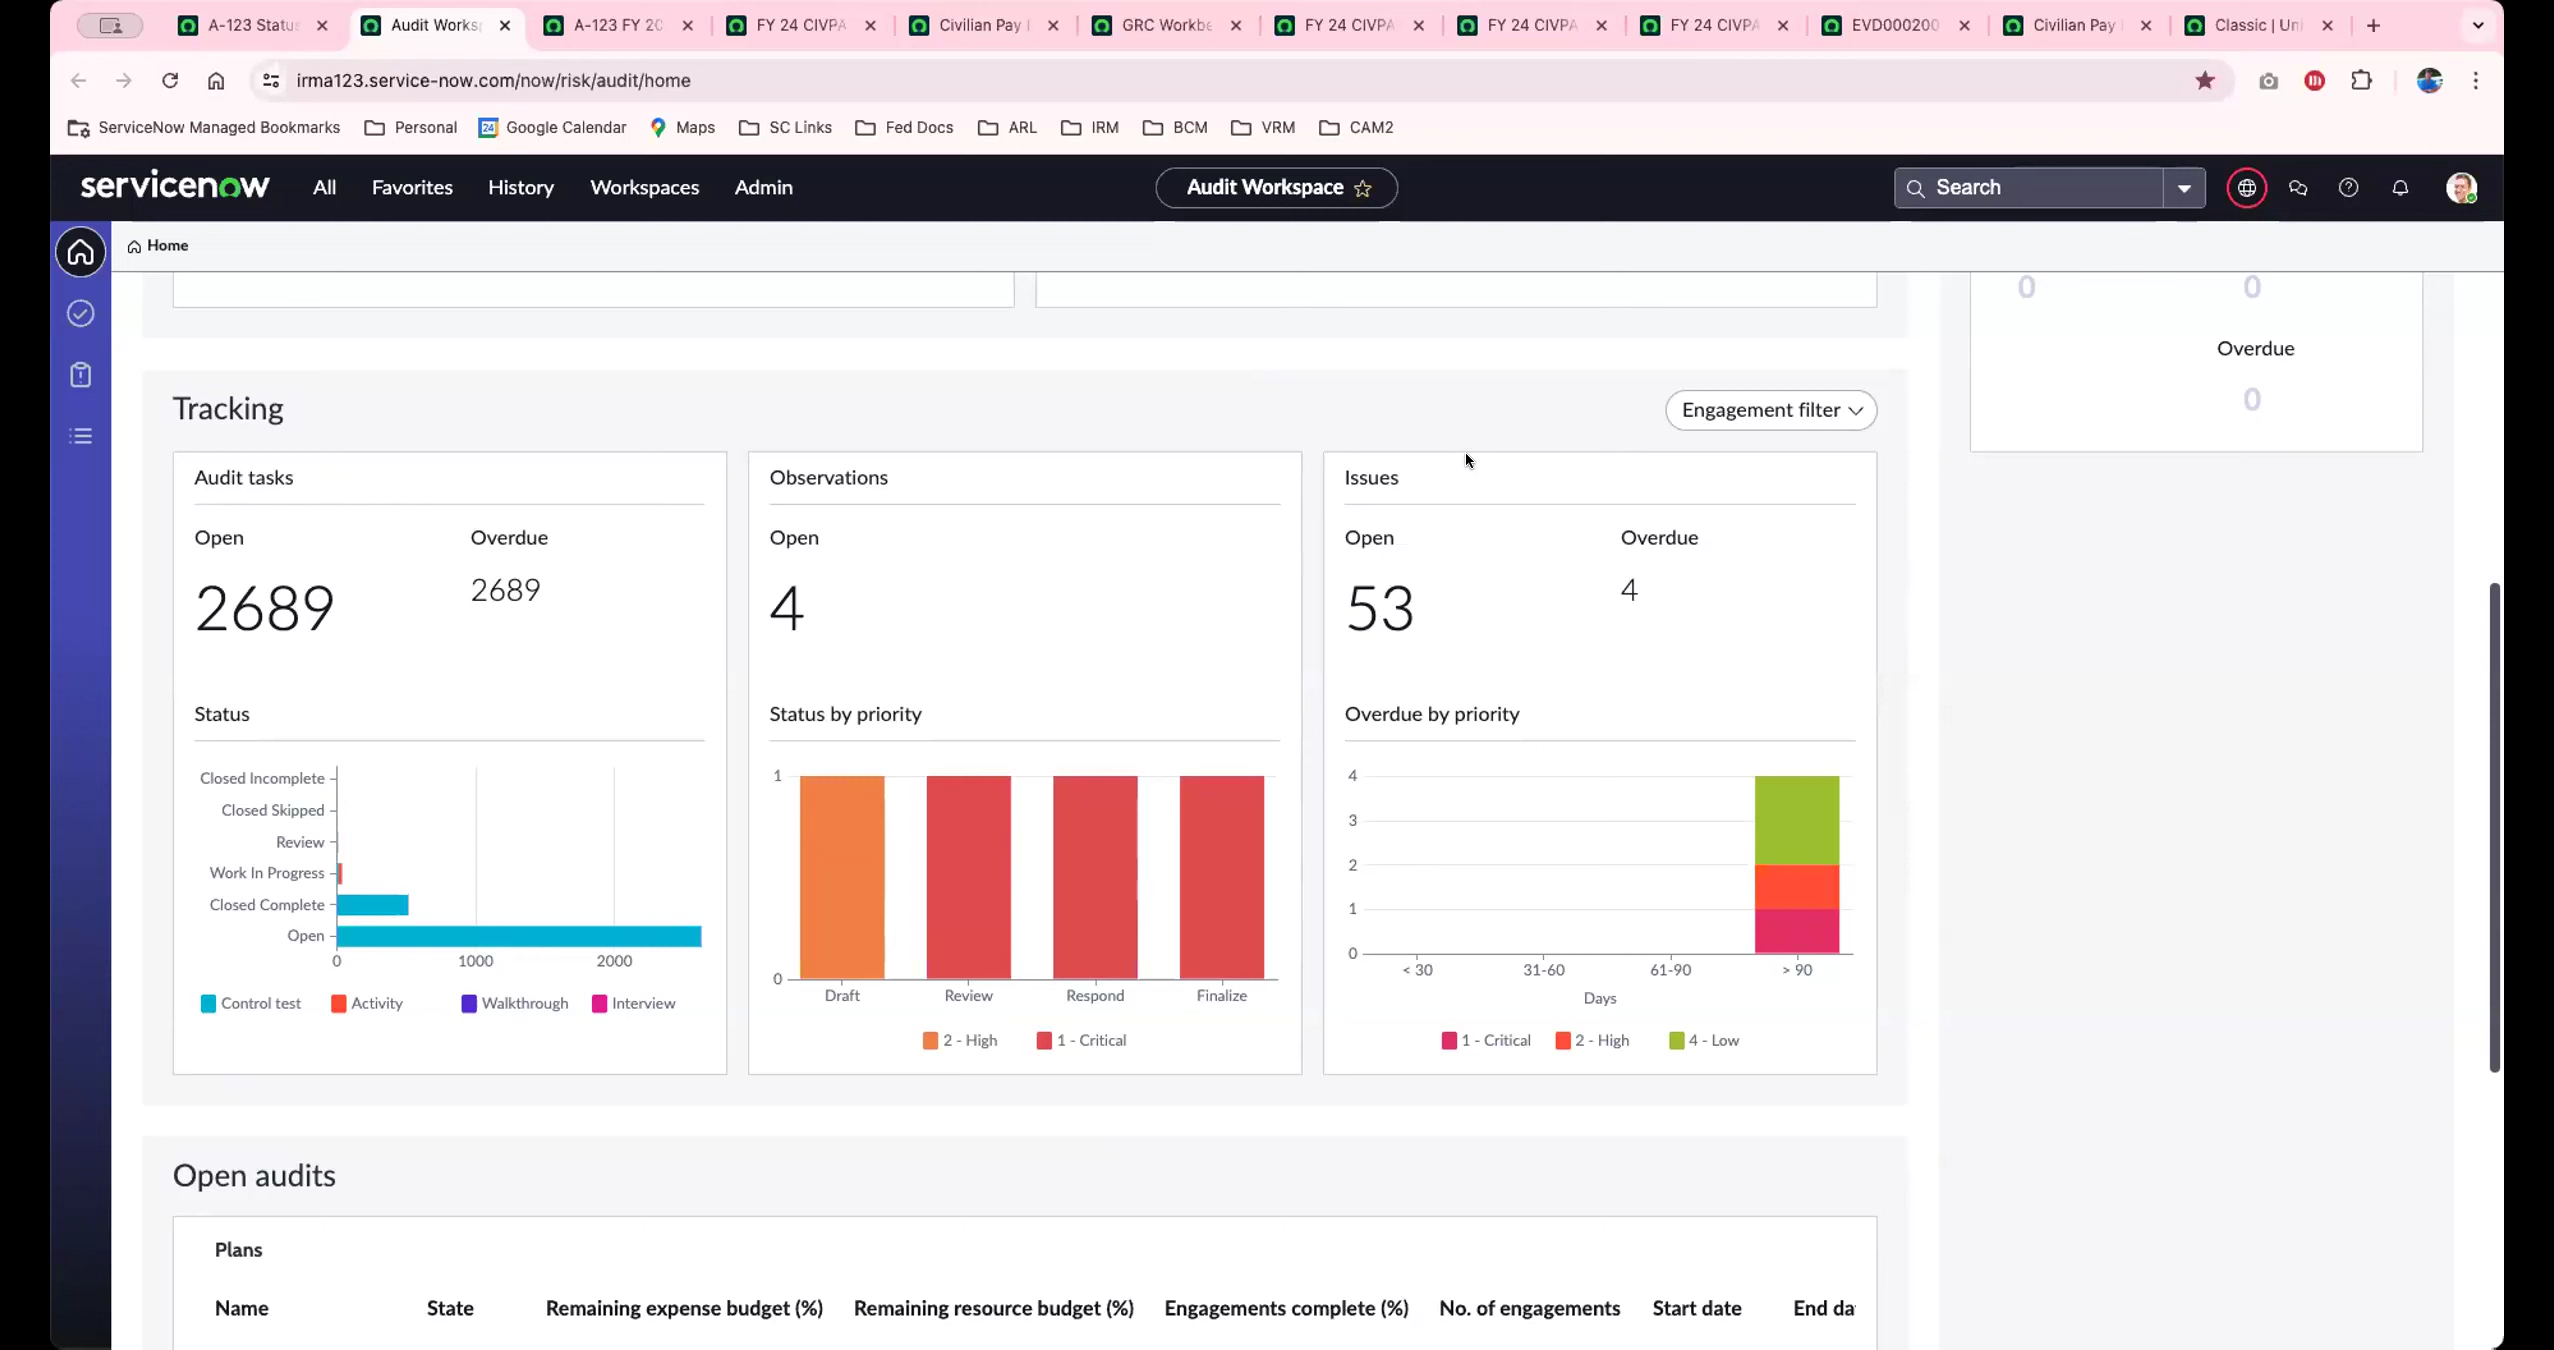 A-123 Status
Audit Works
A-123 FY 20
FY 24 CIVPA
Civilian Pay
GRC Workbe
FY 24 CIVPA
FY 24 CIVPA
FY 24 CIVPA
EVD000200
Civilian Pay
Classic | Uni
irma123.service-now.com/now/risk/audit/home
ServiceNow Managed Bookmarks
Personal
24 Google Calendar
Maps
SC Links
Fed Docs
ARL
IRM
BCM
VRM
CAM2
servicenow
All
Favorites
History
Workspaces
Admin
Audit Workspace
Search
Home
0
0
Overdue
0
Tracking
Engagement filter
Audit tasks
Open
Overdue
2689
2689
Status
Closed Incomplete
Closed Skipped
Review
Work In Progress
Closed Complete
Open
0 1000 2000
Control test Activity Walkthrough Interview
Observations
Open
4
Status by priority
1
0
Draft Review Respond Finalize
2 - High 1 - Critical
Issues
Open
Overdue
53
4
Overdue by priority
4
3
2
1
0
< 30 31-60 61-90 > 90
Days
1 - Critical 2 - High 4 - Low
Open audits
Plans
Name State Remaining expense budget (%) Remaining resource budget (%) Engagements complete (%) No. of engagements Start date End da